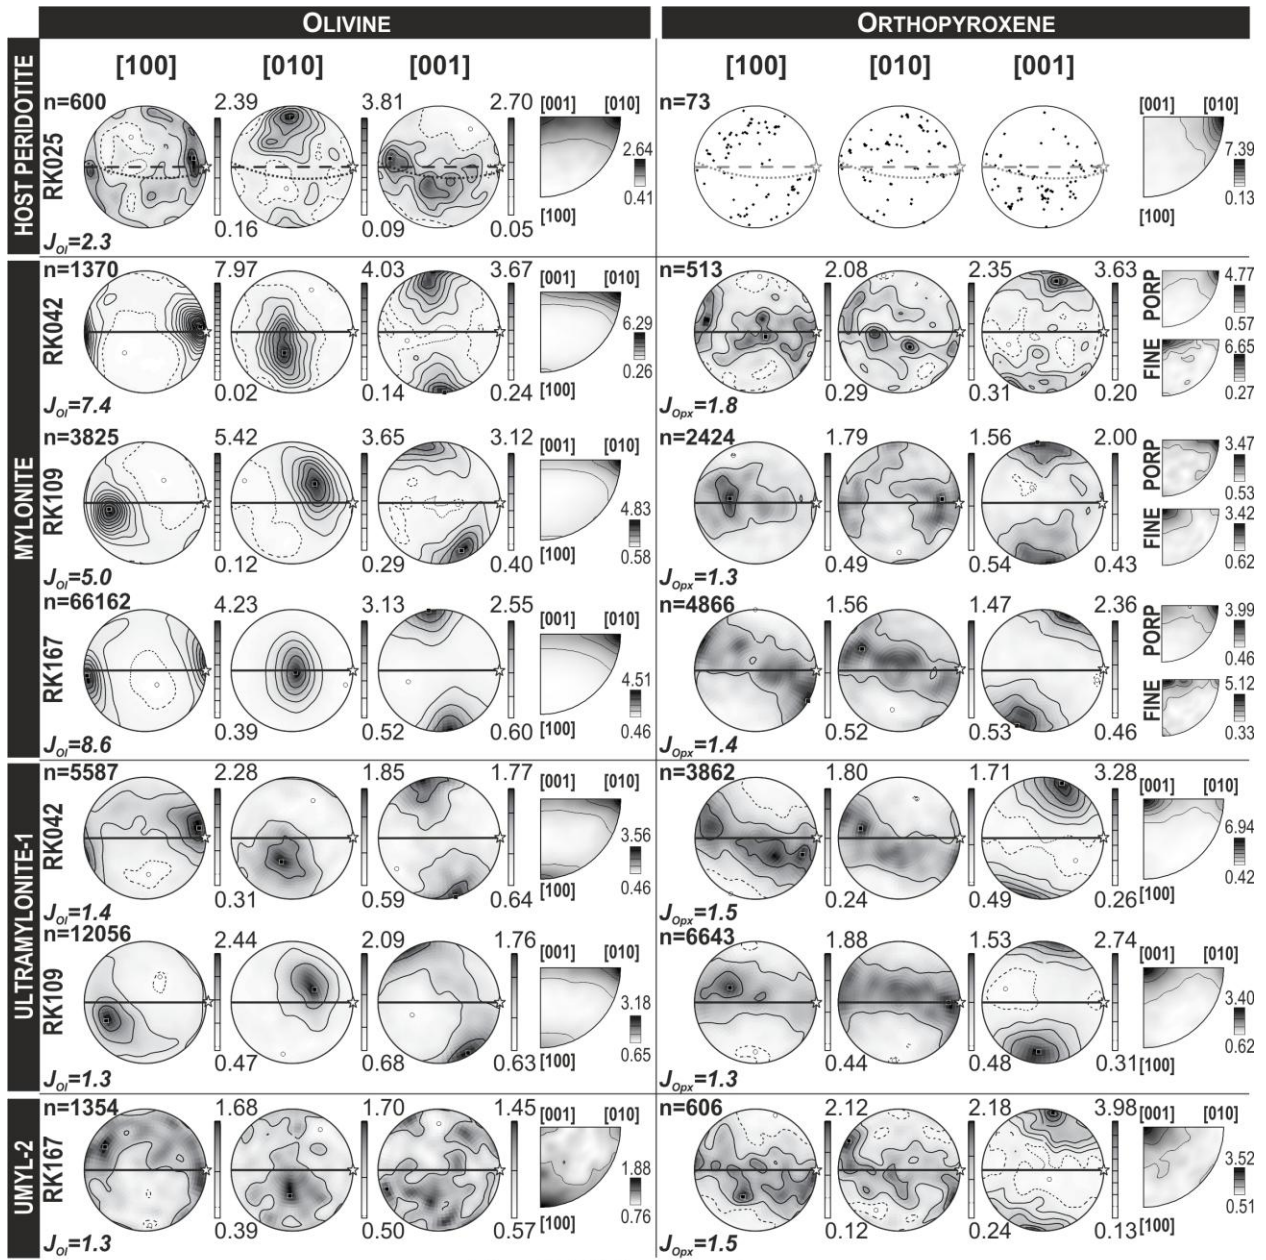 OLIVINE ORTHOPYROXENE
[100] [010] [001] [100] [010] [001]
HOST PERIDOTITE
RK025
n=600 2.39 3.81 2.70 [001] [010] 2.64 0.41 [100]
0.16 0.09 0.05
JOl=2.3
n=73 [001] [010] 7.39 0.13 [100]
MYLONITE
RK042
n=1370 7.97 4.03 3.67 [001] [010] 6.29 0.26 [100]
0.02 0.14 0.24
JOl=7.4
n=513 2.08 2.35 3.63 PORP 4.77 0.57
0.29 0.31 0.20 FINE 6.65 0.27
JOpx=1.8
RK109
n=3825 5.42 3.65 3.12 [001] [010] 4.83 0.58 [100]
0.12 0.29 0.40
JOl=5.0
n=2424 1.79 1.56 2.00 PORP 3.47 0.53
0.49 0.54 0.43 FINE 3.42 0.62
JOpx=1.3
RK167
n=66162 4.23 3.13 2.55 [001] [010] 4.51 0.46 [100]
0.39 0.52 0.60
JOl=8.6
n=4866 1.56 1.47 2.36 PORP 3.99 0.46
0.52 0.53 0.46 FINE 5.12 0.33
JOpx=1.4
ULTRAMYLONITE-1
RK042
n=5587 2.28 1.85 1.77 [001] [010] 3.56 0.46 [100]
0.31 0.59 0.64
JOl=1.4
n=3862 1.80 1.71 3.28 [001] [010] 6.94 0.42 [100]
0.24 0.49 0.26
JOpx=1.5
RK109
n=12056 2.44 2.09 1.76 [001] [010] 3.18 0.65 [100]
0.47 0.68 0.63
JOl=1.3
n=6643 1.88 1.53 2.74 [001] [010] 3.40 0.62 [100]
0.44 0.48 0.31
JOpx=1.3
UMYL-2
RK167
n=1354 1.68 1.70 1.45 [001] [010] 1.88 0.76 [100]
0.39 0.50 0.57
JOl=1.3
n=606 2.12 2.18 3.98 [001] [010] 3.52 0.51 [100]
0.12 0.24 0.13
JOpx=1.5